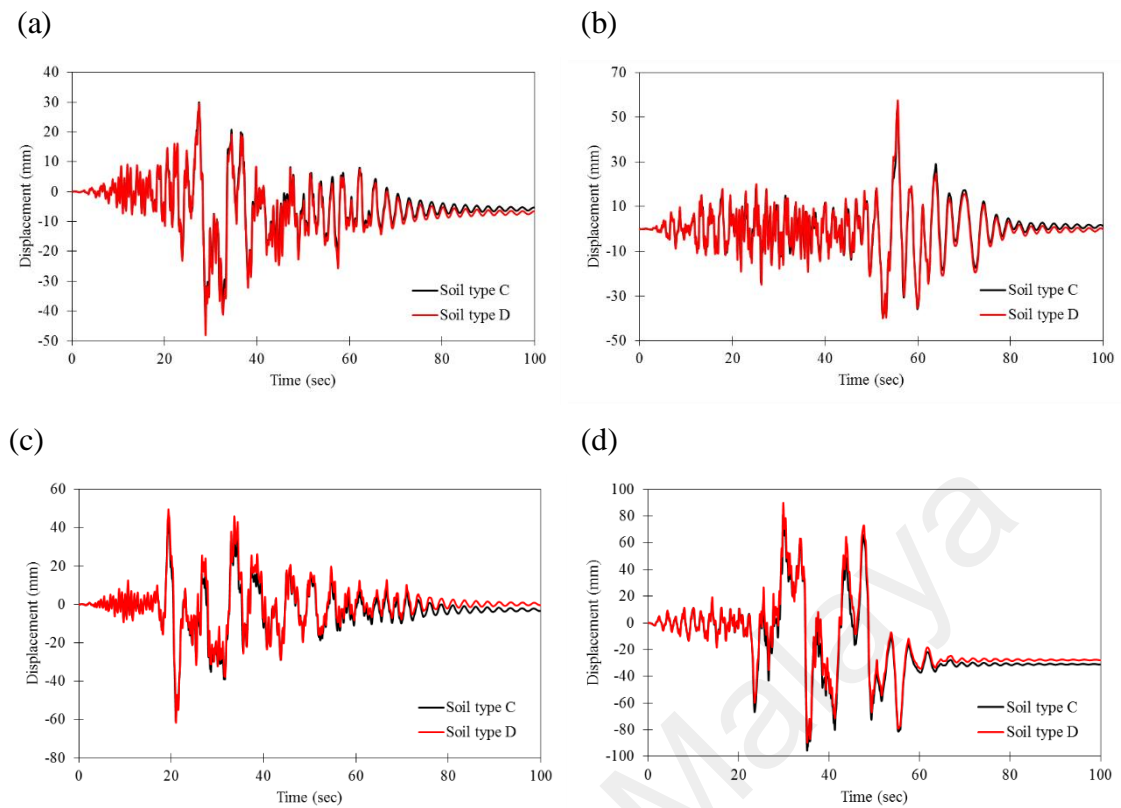 (a)
(b)
40
30
20
10
0
-10
-20
-30
-40
-50
0 20 40 60 80 100
Displacement (mm)
Time (sec)
Soil type C
Soil type D
70
50
30
10
-10
-30
-50
0 20 40 60 80 100
Displacement (mm)
Time (sec)
Soil type C
Soil type D
(c)
(d)
60
40
20
0
-20
-40
-60
-80
0 20 40 60 80 100
Displacement (mm)
Time (sec)
Soil type C
Soil type D
100
80
60
40
20
0
-20
-40
-60
-80
-100
0 20 40 60 80 100
Displacement (mm)
Time (sec)
Soil type C
Soil type D
Malaya